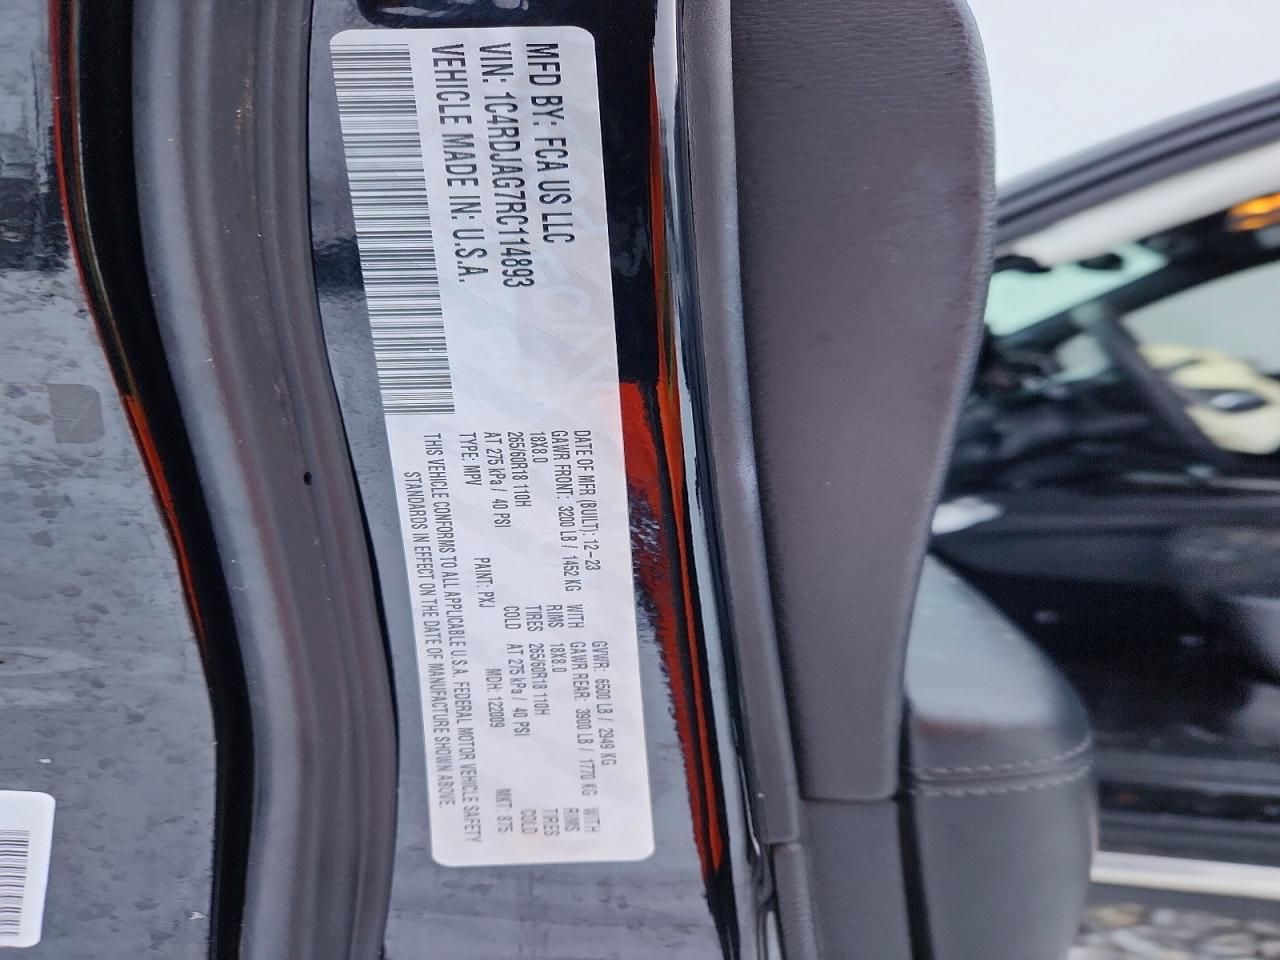 MFD BY: FCA US LLC
VIN: 1C4RDJAG7RC114893
VEHICLE MADE IN: U.S.A.
DATE OF MFR (BUILT): 12-23
GVWR: 6500 LB / 2949 KG
GAWR FRONT: 3200 LB / 1452 KG WITH
GAWR REAR: 3900 LB / 1770 KG WITH
18X8.0 RIMS
18X8.0 RIMS
265/60R18 110H TIRES
265/60R18 110H TIRES
AT 275 kPa / 40 PSI COLD
AT 275 kPa / 40 PSI COLD
TYPE: MPV PAINT: PXJ MDH: 122009 MKT: 875
THIS VEHICLE CONFORMS TO ALL APPLICABLE U.S.A. FEDERAL MOTOR VEHICLE SAFETY
STANDARDS IN EFFECT ON THE DATE OF MANUFACTURE SHOWN ABOVE.